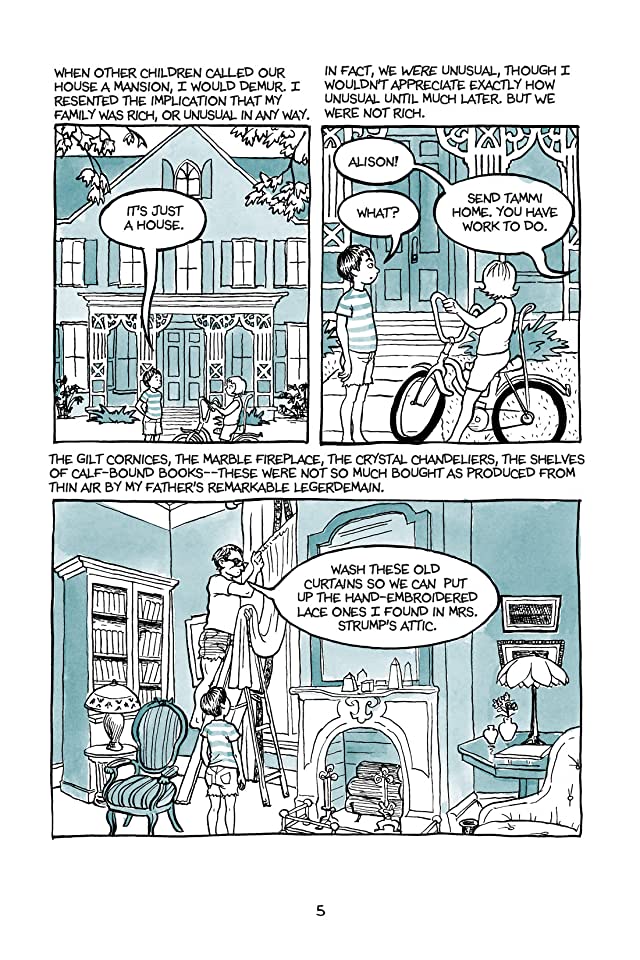 WHEN OTHER CHILDREN CALLED OUR
HOUSE A MANSION, I WOULD DEMUR. I
RESENTED THE IMPLICATION THAT MY
FAMILY WAS RICH, OR UNUSUAL IN ANY WAY.
IT'S JUST
A HOUSE.
IN FACT, WE WERE UNUSUAL, THOUGH I
WOULDN'T APPRECIATE EXACTLY HOW
UNUSUAL UNTIL MUCH LATER. BUT WE
WERE NOT RICH.
ALISON!
WHAT?
SEND TAMMI
HOME. YOU HAVE
WORK TO DO.
THE GILT CORNICES, THE MARBLE FIREPLACE, THE CRYSTAL CHANDELIERS, THE SHELVES
OF CALF-BOUND BOOKS--THESE WERE NOT SO MUCH BOUGHT AS PRODUCED FROM
THIN AIR BY MY FATHER'S REMARKABLE LEGERDEMAIN.
WASH THESE OLD
CURTAINS SO WE CAN PUT
UP THE HAND-EMBROIDERED
LACE ONES I FOUND IN MRS.
STRUMP'S ATTIC.
5